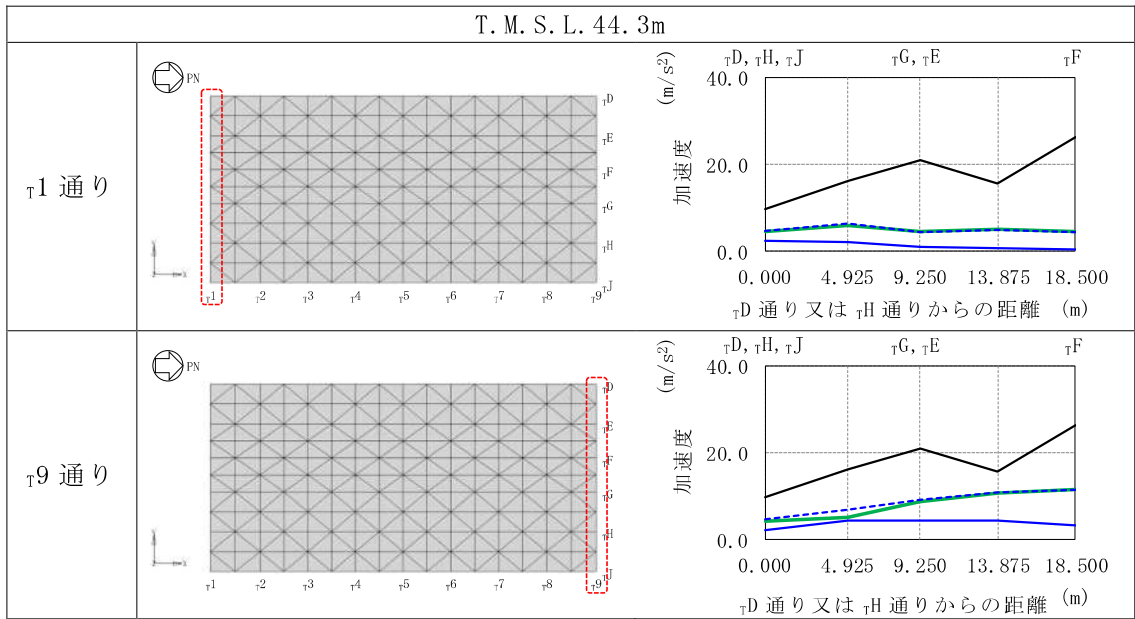 T.M.S.L.44.3m
T1 通り
PN
TD
TE
TF
TG
TH
TJ
T1 T2 T3 T4 T5 T6 T7 T8 T9
TD, TH, TJ TG, TE TF
(m/s²)
加速度
40.0
20.0
0.0
0.000 4.925 9.250 13.875 18.500
TD 通り又は TH 通りからの距離 (m)
T9 通り
PN
TD
TE
TF
TG
TH
TJ
T1 T2 T3 T4 T5 T6 T7 T8 T9
TD, TH, TJ TG, TE TF
(m/s²)
加速度
40.0
20.0
0.0
0.000 4.925 9.250 13.875 18.500
TD 通り又は TH 通りからの距離 (m)